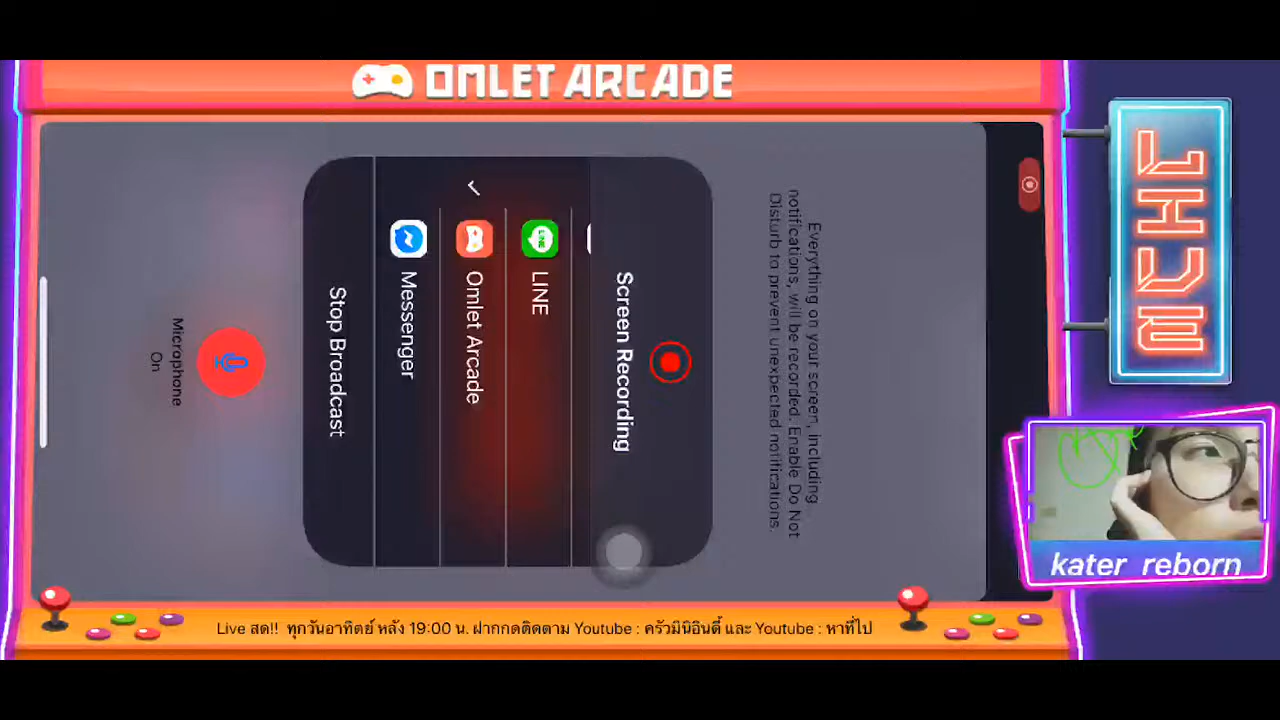 OMLET ARCADE
Everything on your screen, including
notifications, will be recorded. Enable Do Not
Disturb to prevent unexpected notifications.
Screen Recording
LINE
LINE
Omlet Arcade
Messenger
Stop Broadcast
Microphone
On
kater reborn
Live สด!! ทุกวันอาทิตย์ หลัง 19:00 น. ฝากกดติดตาม Youtube : ครัวมีนิอินดี้ และ Youtube : หาที่ไป